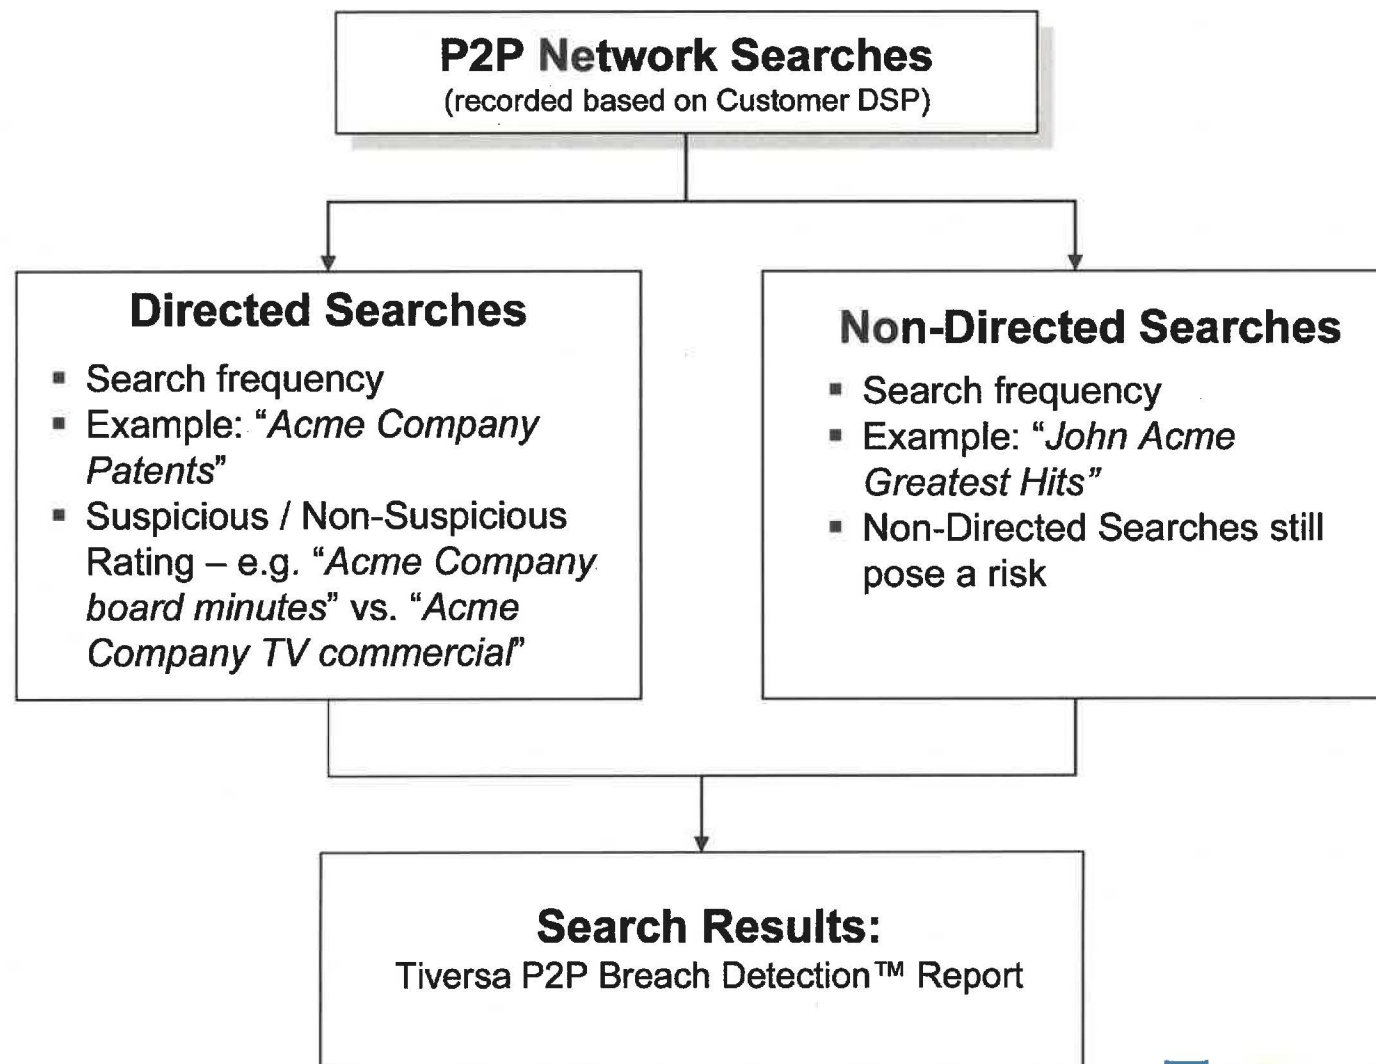 P2P Network Searches
(recorded based on Customer DSP)
Directed Searches
▪ Search frequency
▪ Example: “Acme Company
Patents”
▪ Suspicious / Non-Suspicious
Rating – e.g. “Acme Company
board minutes” vs. “Acme
Company TV commercial”
Non-Directed Searches
▪ Search frequency
▪ Example: “John Acme
Greatest Hits”
▪ Non-Directed Searches still
pose a risk
Search Results:
Tiversa P2P Breach Detection™ Report